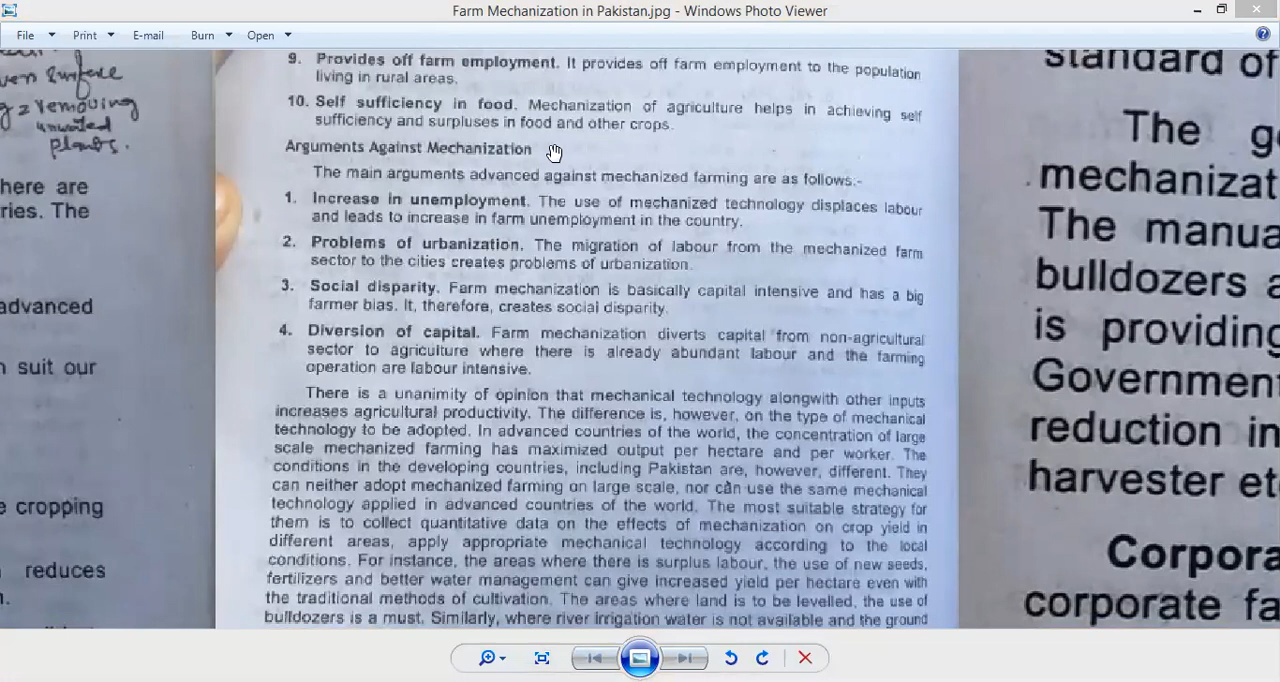 Farm Mechanization in Pakistan.jpg - Windows Photo Viewer
File Print E-mail Burn Open
ven surface
g z removing
unwanted
plants.
here are
ries. The
advanced
suit our
e cropping
reduces
9. Provides off farm employment. It provides off farm employment to the population
living in rural areas.
10. Self sufficiency in food. Mechanization of agriculture helps in achieving self
sufficiency and surpluses in food and other crops.
Arguments Against Mechanization
The main arguments advanced against mechanized farming are as follows:-
1. Increase in unemployment. The use of mechanized technology displaces labour
and leads to increase in farm unemployment in the country.
2. Problems of urbanization. The migration of labour from the mechanized farm
sector to the cities creates problems of urbanization.
3. Social disparity. Farm mechanization is basically capital intensive and has a big
farmer bias. It, therefore, creates social disparity.
4. Diversion of capital. Farm mechanization diverts capital from non-agricultural
sector to agriculture where there is already abundant labour and the farming
operation are labour intensive.
There is a unanimity of opinion that mechanical technology alongwith other inputs
increases agricultural productivity. The difference is, however, on the type of mechanical
technology to be adopted. In advanced countries of the world, the concentration of large
scale mechanized farming has maximized output per hectare and per worker. The
conditions in the developing countries, including Pakistan are, however, different. They
can neither adopt mechanized farming on large scale, nor can use the same mechanical
technology applied in advanced countries of the world. The most suitable strategy for
them is to collect quantitative data on the effects of mechanization on crop yield in
different areas, apply appropriate mechanical technology according to the local
conditions. For instance, the areas where there is surplus labour, the use of new seeds,
fertilizers and better water management can give increased yield per hectare even with
the traditional methods of cultivation. The areas where land is to be levelled, the use of
bulldozers is a must. Similarly, where river irrigation water is not available and the ground
standard of
The g
mechanizat
The manua
bulldozers a
is providing
Government
reduction in
harvester et
Corpora
corporate fa